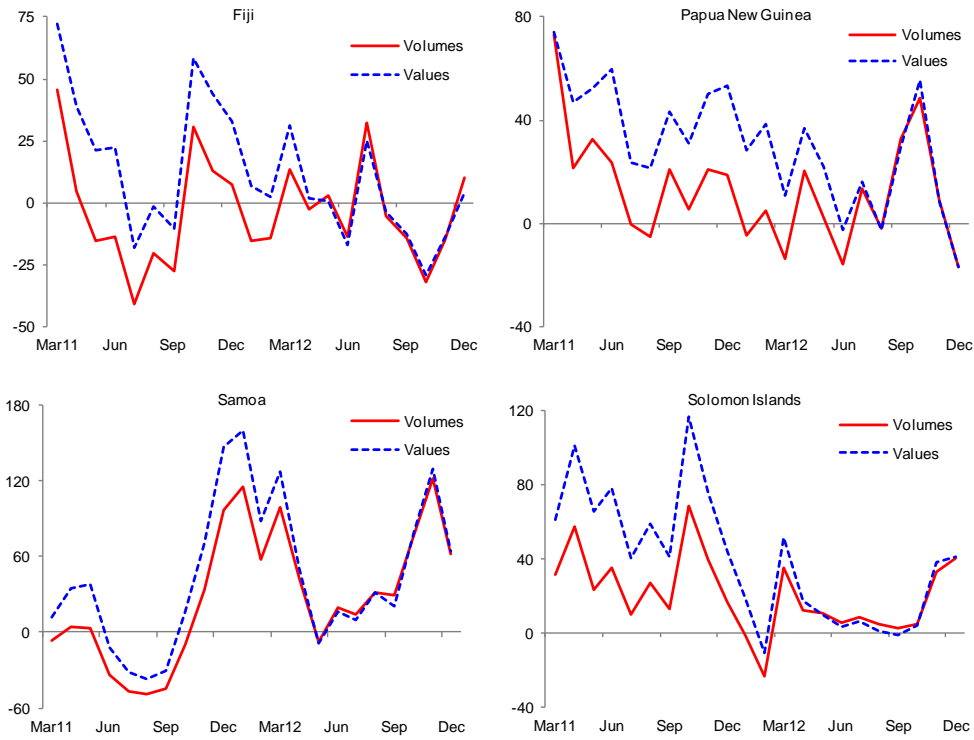 Fiji
75
50
25
0
-25
-50
Volumes
Values
Mar11 Jun Sep Dec Mar12 Jun Sep Dec
Papua New Guinea
80
40
0
-40
Volumes
Values
Mar11 Jun Sep Dec Mar12 Jun Sep Dec
Samoa
180
120
60
0
-60
Volumes
Values
Mar11 Jun Sep Dec Mar12 Jun Sep Dec
Solomon Islands
120
80
40
0
-40
Volumes
Values
Mar11 Jun Sep Dec Mar12 Jun Sep Dec